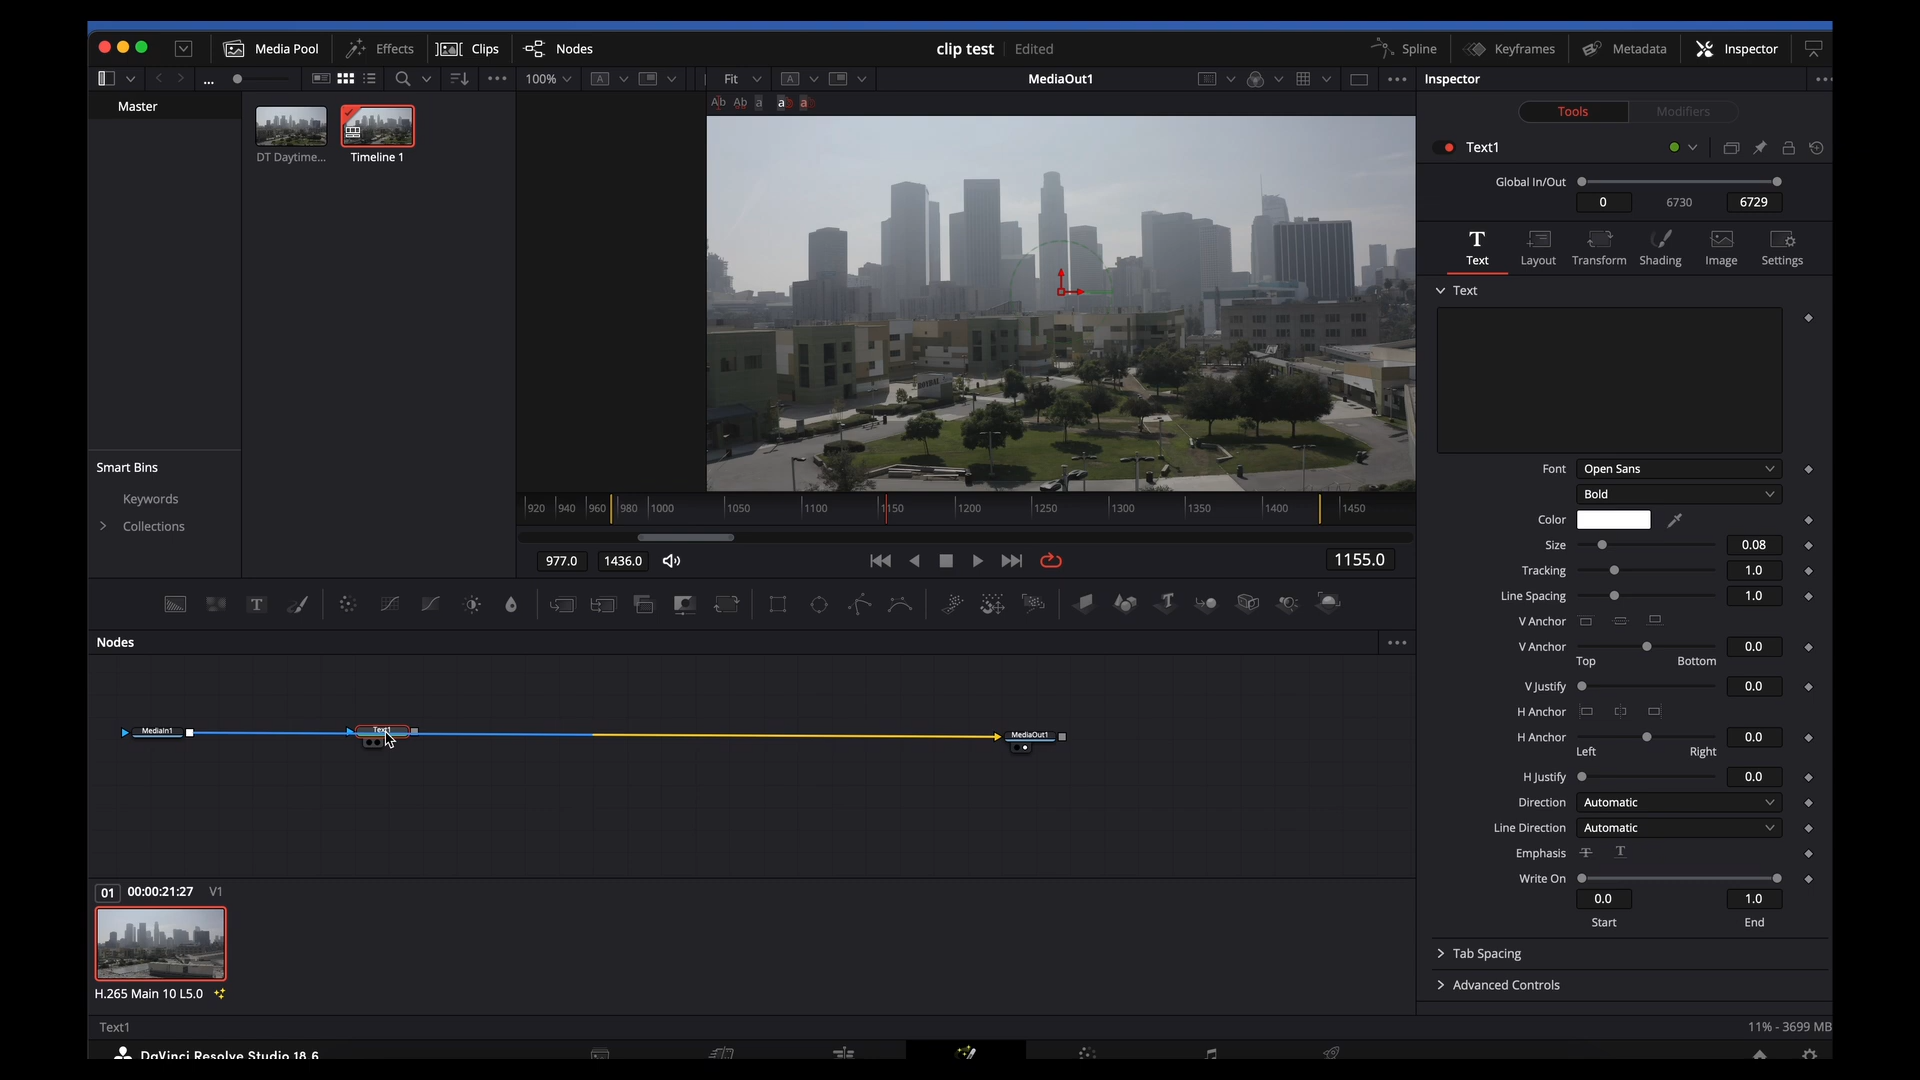 Media Pool
Effects
Clips
Nodes
clip test
Edited
Spline
Keyframes
Metadata
Inspector
100%
Fit
MediaOut1
Inspector
Master
DT Daytime...
Timeline 1
Ab Ab a a a
Tools
Modifiers
Text1
Global In/Out
0
6730
6729
Text
Layout
Transform
Shading
Image
Settings
Text
Font
Open Sans
Bold
Color
Size
0.08
Tracking
1.0
Line Spacing
1.0
V Anchor
V Anchor
0.0
Top
Bottom
V Justify
0.0
H Anchor
H Anchor
0.0
Left
Right
H Justify
0.0
Direction
Automatic
Line Direction
Automatic
Emphasis
Write On
0.0
1.0
Start
End
Tab Spacing
Advanced Controls
Smart Bins
Keywords
Collections
920 940 960 980 1000 1050 1100 1150 1200 1250 1300 1350 1400 1450
977.0
1436.0
1155.0
Nodes
MediaIn1
Text1
MediaOut1
01
00:00:21:27
V1
H.265 Main 10 L5.0
Text1
11% - 3699 MB
DaVinci Resolve Studio 18.6